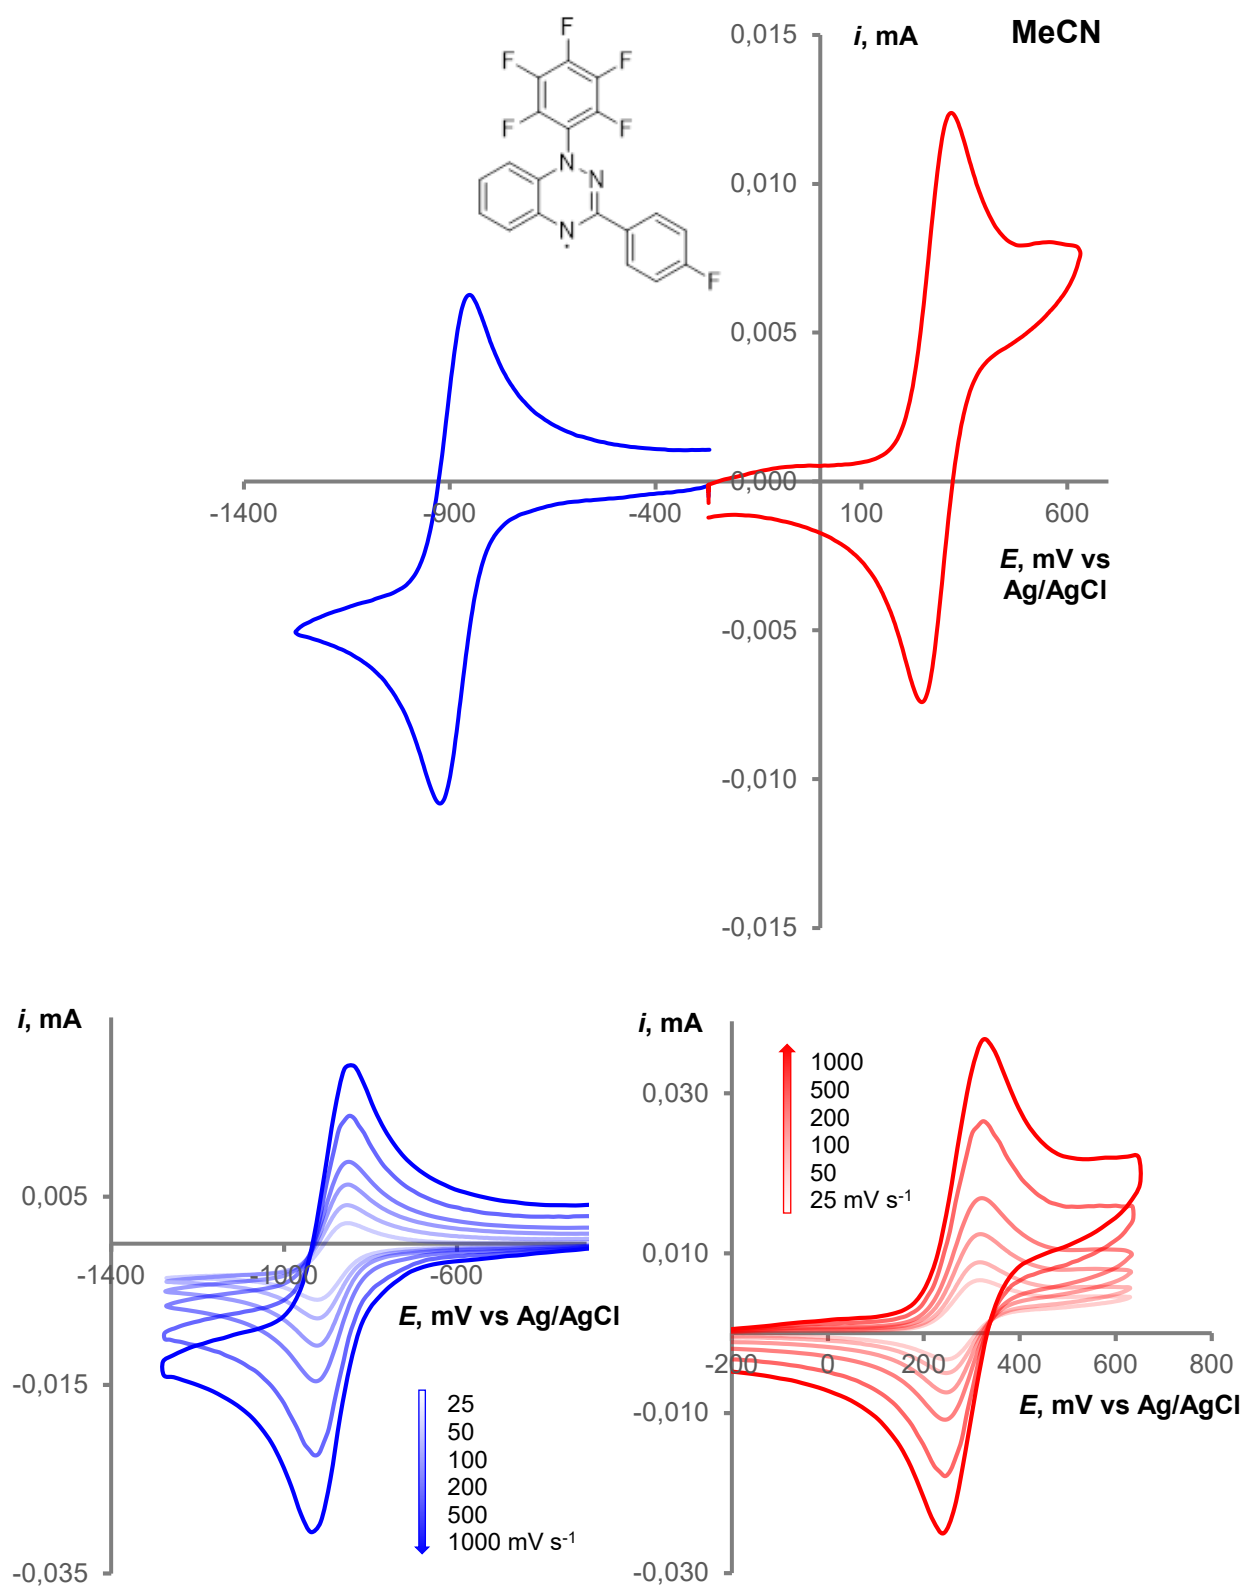 0,015
i, mA
MeCN
F
F
F
F
F
N
N
N
F
0,010
0,005
0,000
-1400
-900
-400
100
600
E, mV vs
Ag/AgCl
-0,005
-0,010
-0,015
i, mA
0,005
-1400
-1000
-600
E, mV vs Ag/AgCl
-0,015
25
50
100
200
500
1000 mV s⁻¹
-0,035
i, mA
1000
500
200
100
50
25 mV s⁻¹
0,030
0,010
-200
0
200
400
600
800
E, mV vs Ag/AgCl
-0,010
-0,030